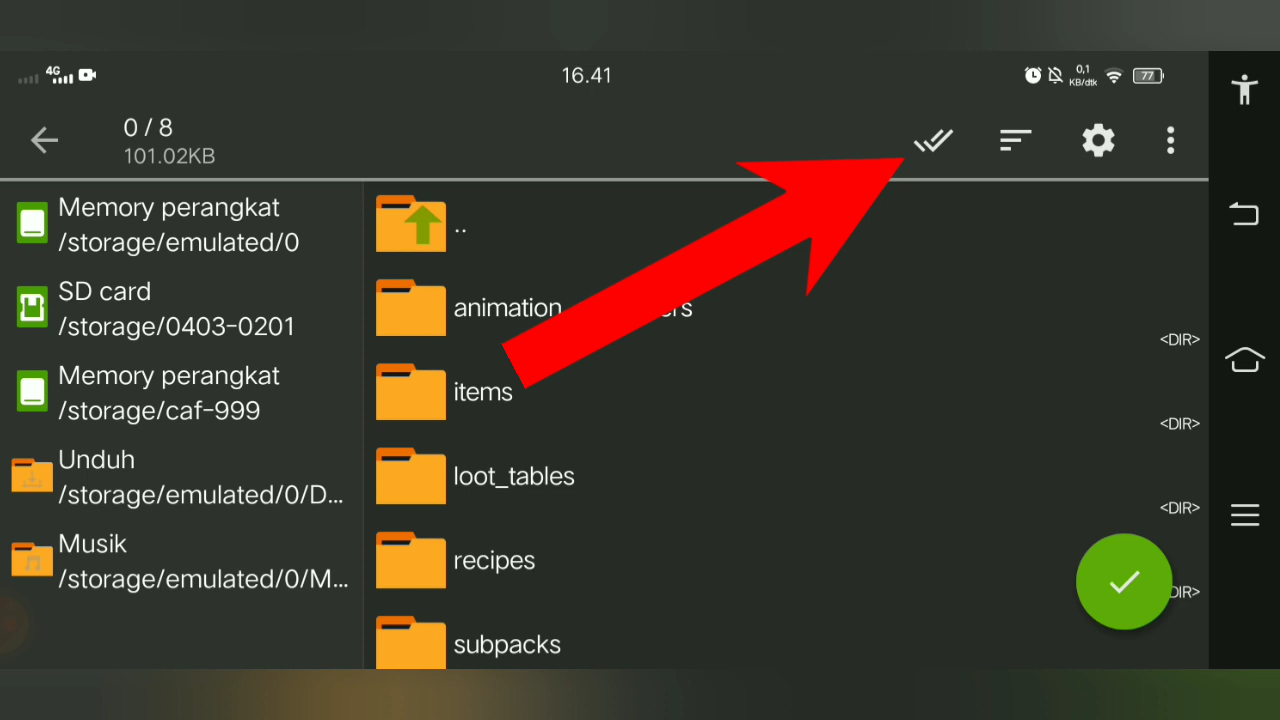 4G
16.41
0,1
KB/dtk
77
0 / 8
101.02KB
Memory perangkat
/storage/emulated/0
SD card
/storage/0403-0201
Memory perangkat
/storage/caf-999
Unduh
/storage/emulated/0/D...
Musik
/storage/emulated/0/M...
..
animation
rs
<DIR>
items
<DIR>
loot_tables
<DIR>
recipes
DIR>
subpacks